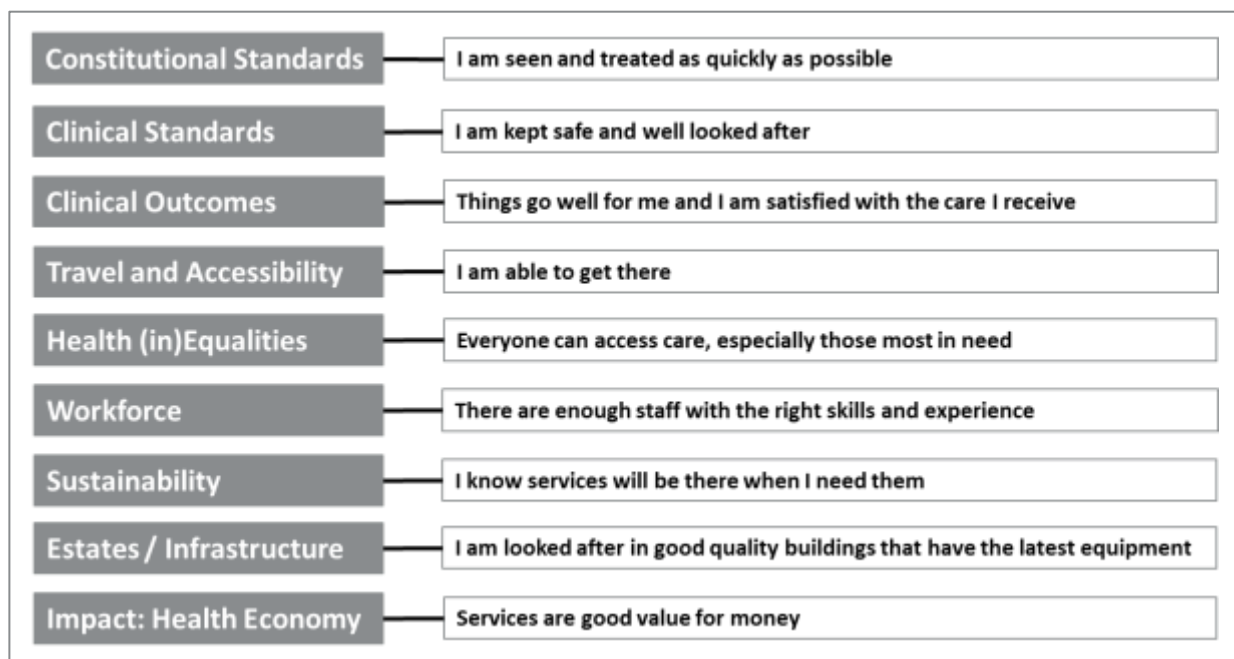 Constitutional Standards I am seen and treated as quickly as possible
Clinical Standards I am kept safe and well looked after
Clinical Outcomes Things go well for me and I am satisfied with the care I receive
Travel and Accessibility I am able to get there
Health (in)Equalities Everyone can access care, especially those most in need
Workforce There are enough staff with the right skills and experience
Sustainability I know services will be there when I need them
Estates / Infrastructure I am looked after in good quality buildings that have the latest equipment
Impact: Health Economy Services are good value for money